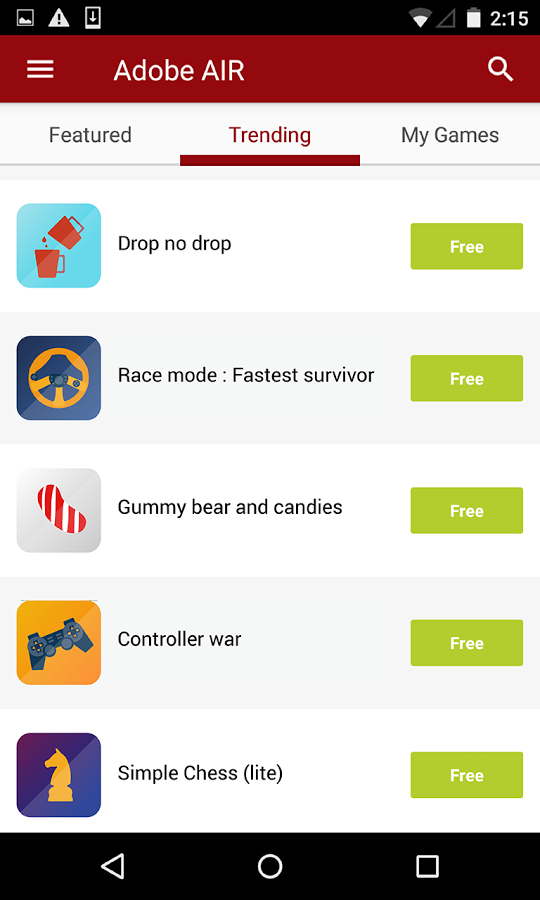 2:15
Adobe AIR
Featured Trending My Games
Drop no drop Free
Race mode : Fastest survivor Free
Gummy bear and candies Free
Controller war Free
Simple Chess (lite) Free